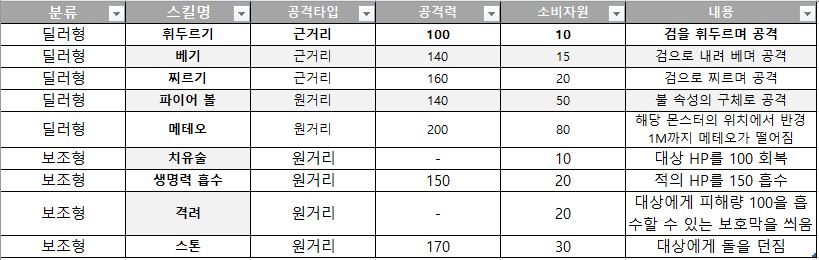 분류 스킬명 공격타입 공격력 소비자원 내용
딜러형 휘두르기 근거리 100 10 검을 휘두르며 공격
딜러형 베기 근거리 140 15 검으로 내려 베며 공격
딜러형 찌르기 근거리 160 20 검으로 찌르며 공격
딜러형 파이어 볼 원거리 140 50 불 속성의 구체로 공격
딜러형 메테오 원거리 200 80 해당 몬스터의 위치에서 반경
1M까지 메테오가 떨어짐
보조형 치유술 원거리 - 10 대상 HP를 100 회복
보조형 생명력 흡수 원거리 150 20 적의 HP를 150 흡수
보조형 격려 원거리 - 20 대상에게 피해량 100을 흡
수할 수 있는 보호막을 씌움
보조형 스톤 원거리 170 30 대상에게 돌을 던짐